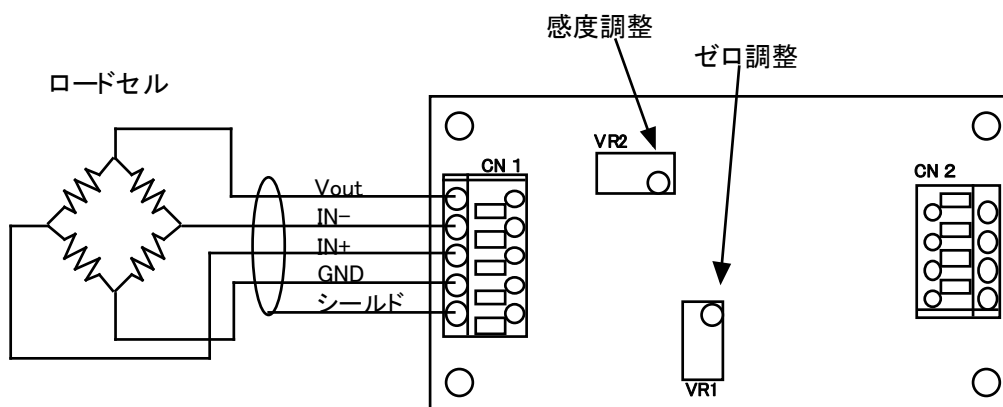 感度調整
ゼロ調整
ロードセル
VR2
CN 1
CN 2
Vout
IN-
IN+
GND
シールド
VR1